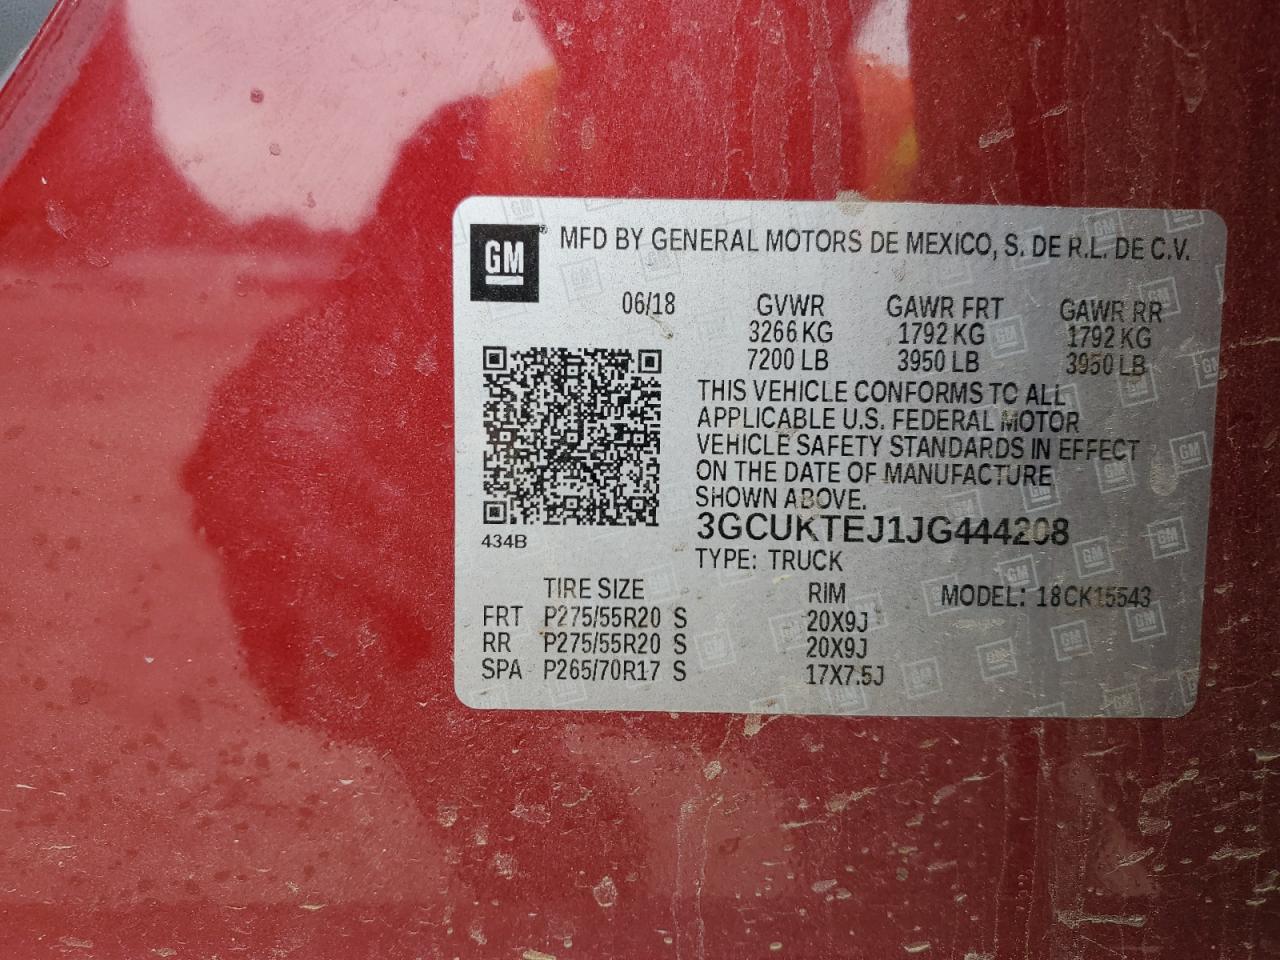 GM® MFD BY GENERAL MOTORS DE MEXICO, S. DE R.L. DE C.V.
06/18 GVWR GAWR FRT GAWR RR
3266 KG 1792 KG 1792 KG
7200 LB 3950 LB 3950 LB
THIS VEHICLE CONFORMS TO ALL
APPLICABLE U.S. FEDERAL MOTOR
VEHICLE SAFETY STANDARDS IN EFFECT
ON THE DATE OF MANUFACTURE
SHOWN ABOVE.
3GCUKTEJ1JG444208
434B
TYPE: TRUCK
TIRE SIZE RIM MODEL: 18CK15543
FRT P275/55R20 S 20X9J
RR P275/55R20 S 20X9J
SPA P265/70R17 S 17X7.5J